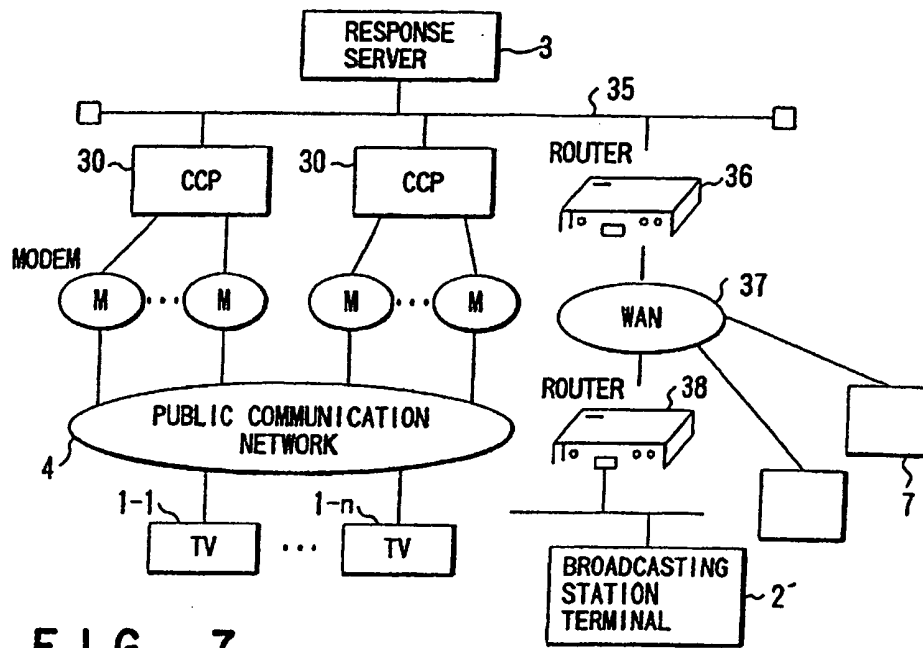 RESPONSE
SERVER
3
35
ROUTER
30
CCP
30
CCP
36
MODEM
M ... M
M ... M
37
WAN
ROUTER
38
PUBLIC COMMUNICATION
NETWORK
4
7
1-1
TV
...
1-n
TV
BROADCASTING
STATION
TERMINAL
2
FIG. 7